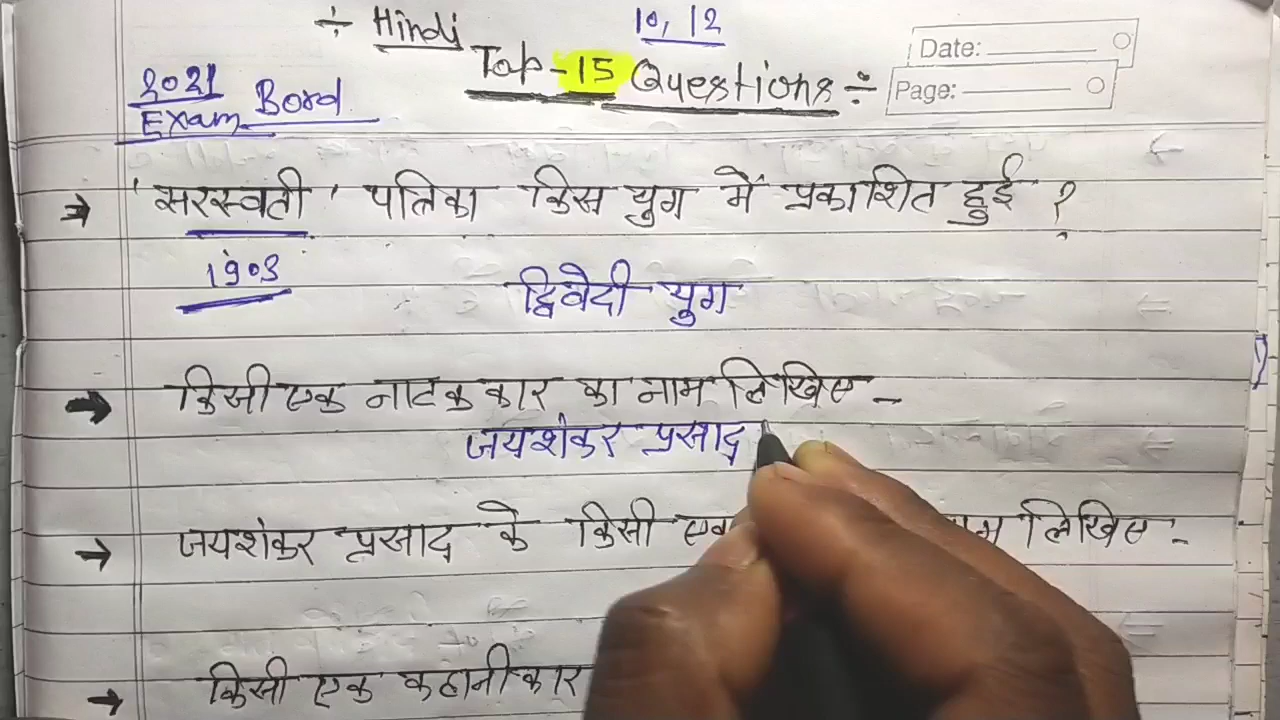 ÷ Hindi 10, 12
Top-15 Questions ÷
Date:
Page:
2021
Exam Bord
→ 'सरस्वती' पत्रिका किस युग में प्रकाशित हुई ?
1903
द्विवेदी युग
→ किसी एक नाटककार का नाम लिखिए -
जयशंकर प्रसाद
→ जयशंकर प्रसाद के किसी लिखिए -
→ किसी एक कहानीकार